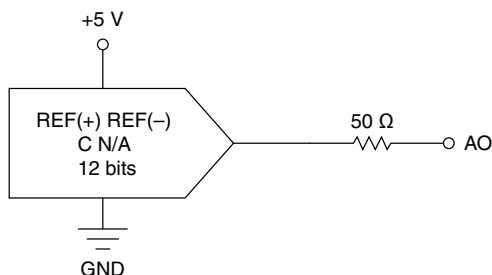 +5 V
REF(+) REF(–)
C N/A
12 bits
50 Ω
AO
GND